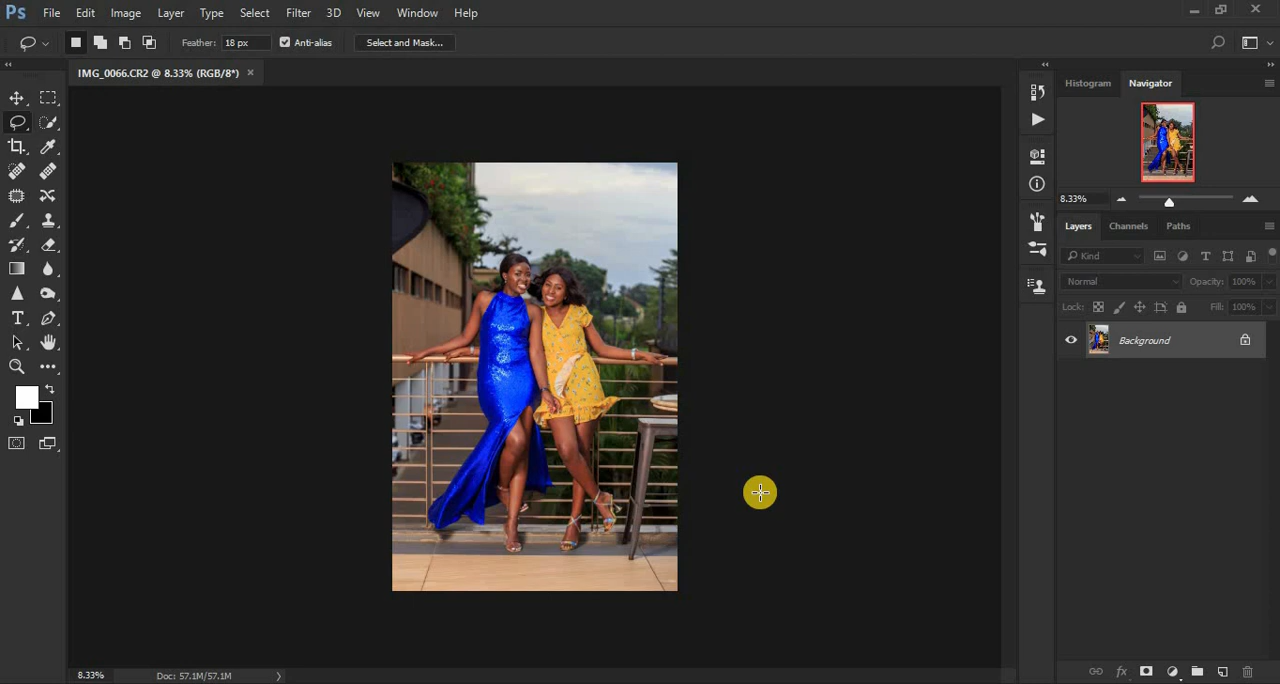 Ps File Edit Image Layer Type Select Filter 3D View Window Help
Feather: 18 px Anti-alias Select and Mask...
IMG_0066.CR2 @ 8.33% (RGB/8*) ×
Histogram Navigator
8.33%
Layers Channels Paths
Kind
Normal Opacity: 100%
Lock: Fill: 100%
Background
8.33% Doc: 57.1M/57.1M